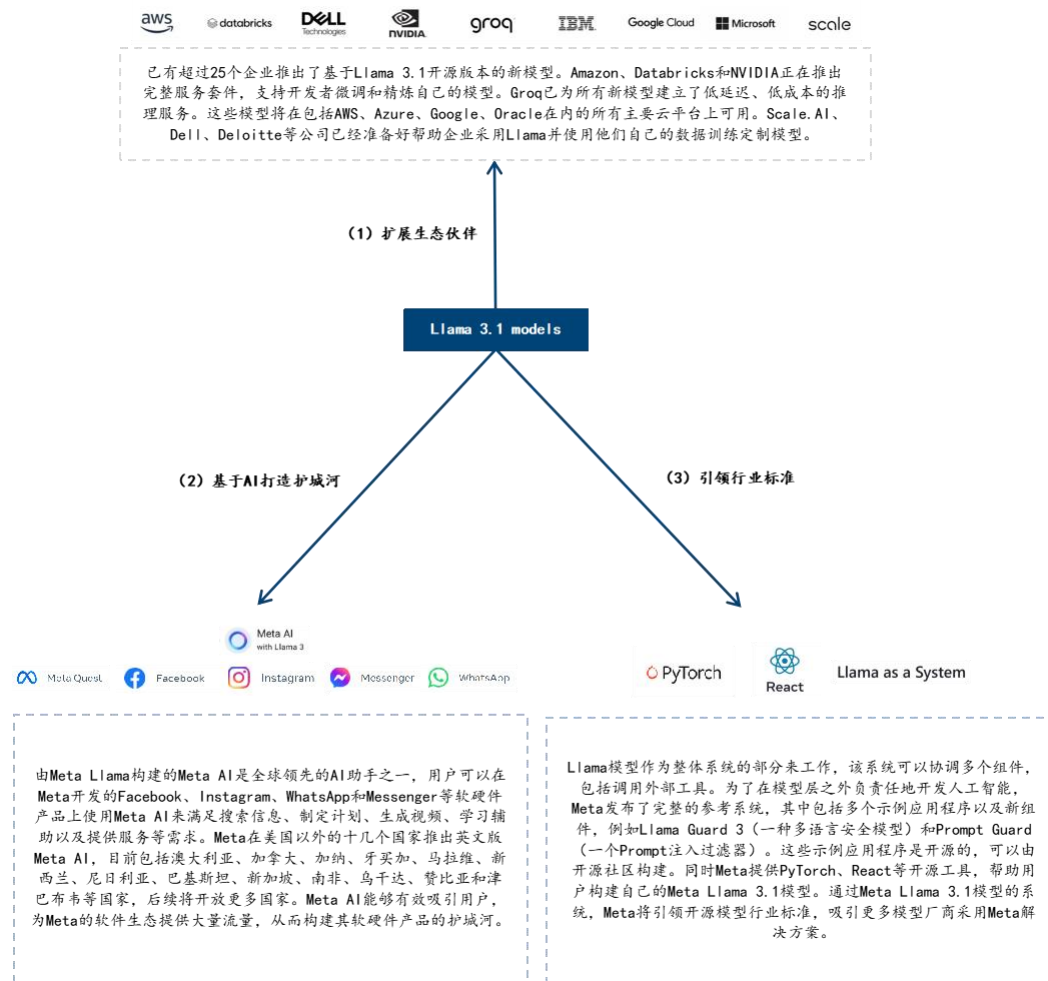 aws
databricks
DELL
Technologies
NVIDIA
groq
IBM
Google Cloud
Microsoft
scale
已有超过25个企业推出了基于Llama 3.1开源版本的新模型。Amazon、Databricks和NVIDIA正在推出
完整服务套件，支持开发者微调和精炼自己的模型。Groq已为所有新模型建立了低延迟、低成本的推
理服务。这些模型将在包括AWS、Azure、Google、Oracle在内的所有主要云平台上可用。Scale.AI、
Dell、Deloitte等公司已经准备好帮助企业采用Llama并使用他们自己的数据训练定制模型。
（1）扩展生态伙伴
Llama 3.1 models
（2）基于AI打造护城河
（3）引领行业标准
Meta AI
with Llama 3
Meta Quest
Facebook
Instagram
Messenger
WhatsApp
PyTorch
React
Llama as a System
由Meta Llama构建的Meta AI是全球领先的AI助手之一，用户可以在
Meta开发的Facebook、Instagram、WhatsApp和Messenger等软硬件
产品上使用Meta AI来满足搜索信息、制定计划、生成视频、学习辅
助以及提供服务等需求。Meta在美国以外的十几个国家推出英文版
Meta AI，目前包括澳大利亚、加拿大、加纳、牙买加、马拉维、新
西兰、尼日利亚、巴基斯坦、新加坡、南非、乌干达、赞比亚和津
巴布韦等国家，后续将开放更多国家。Meta AI能够有效吸引用户，
为Meta的软件生态提供大量流量，从而构建其软硬件产品的护城河。
Llama模型作为整体系统的部分来工作，该系统可以协调多个组件，
包括调用外部工具。为了在模型层之外负责任地开发人工智能，
Meta发布了完整的参考系统，其中包括多个示例应用程序以及新组
件，例如Llama Guard 3（一种多语言安全模型）和Prompt Guard
（一个Prompt注入过滤器）。这些示例应用程序是开源的，可以由
开源社区构建。同时Meta提供PyTorch、React等开源工具，帮助用
户构建自己的Meta Llama 3.1模型。通过Meta Llama 3.1模型的系
统，Meta将引领开源模型行业标准，吸引更多模型厂商采用Meta解
决方案。